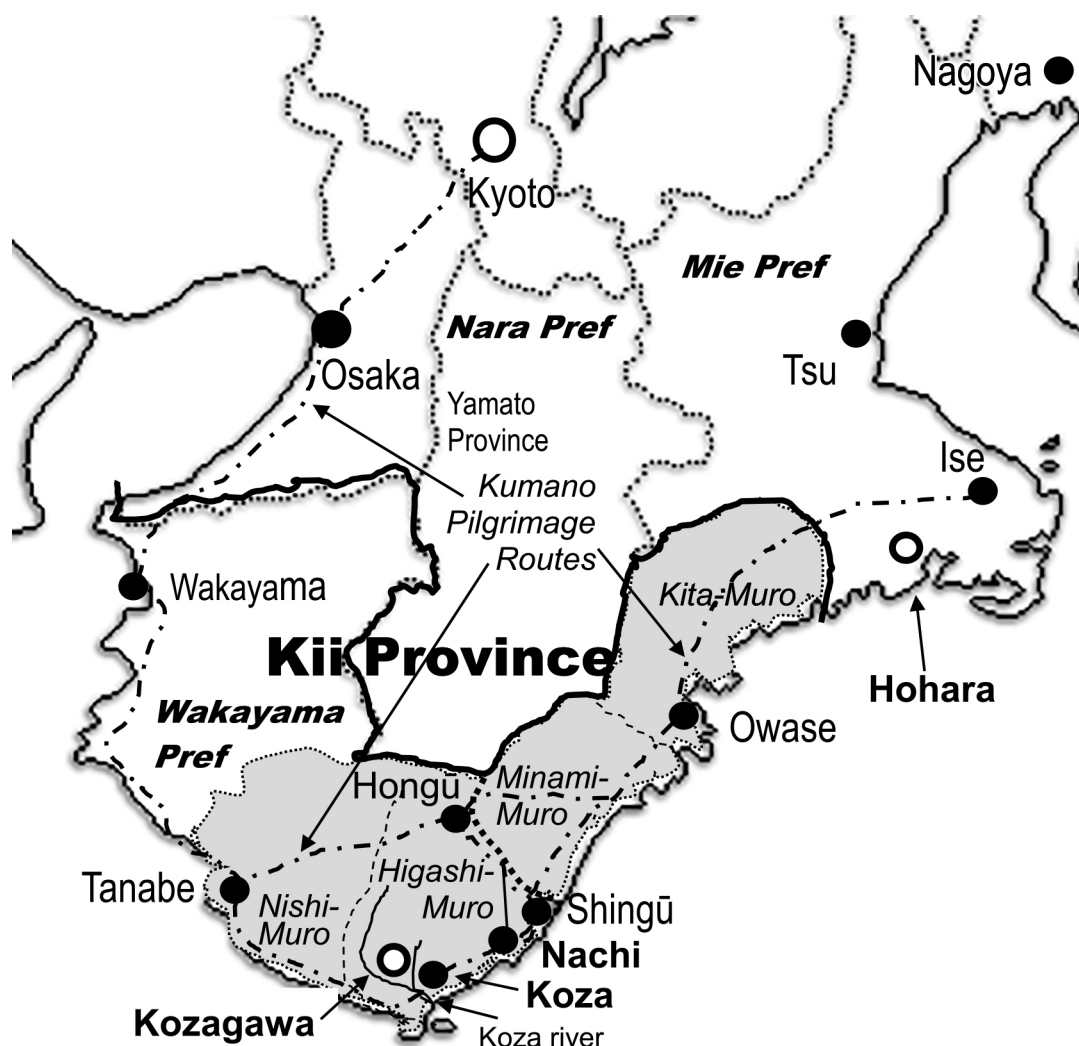 Nagoya
Kyoto
Mie Pref
Nara Pref
Osaka
Tsu
Yamato
Province
Ise
Kumano
Pilgrimage
Routes
Wakayama
Kita-Muro
Kii Province
Hohara
Wakayama
Pref
Owase
Hongū
Minami-
Muro
Tanabe
Higashi-
Muro
Nishi-
Muro
Shingū
Nachi
Koza
Kozagawa
Koza river